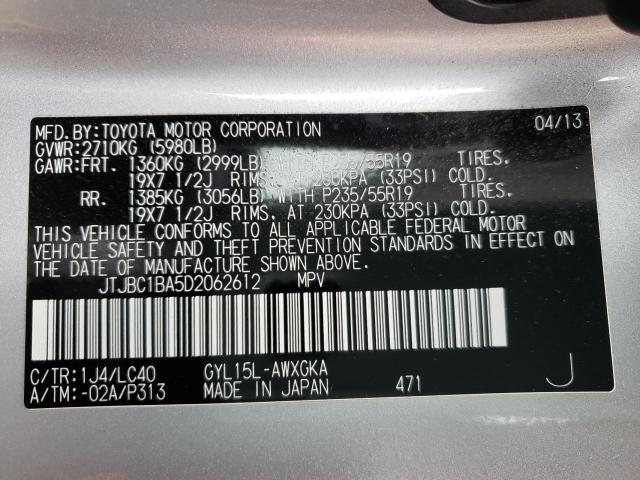 MFD.BY:TOYOTA MOTOR CORPORATION 04/13
GVWR:2710KG (5980LB)
GAWR:FRT. 1360KG (2999LB) WITH P235/55R19 TIRES.
19X7 1/2J RIMS, AT 230KPA (33PSI) COLD.
RR. 1385KG (3056LB) WITH P235/55R19 TIRES.
19X7 1/2J RIMS, AT 230KPA (33PSI) COLD.
THIS VEHICLE CONFORMS TO ALL APPLICABLE FEDERAL MOTOR
VEHICLE SAFETY AND THEFT PREVENTION STANDARDS IN EFFECT ON
THE DATE OF MANUFACTURE SHOWN ABOVE.
JTJBC1BA5D2062612 MPV
C/TR:1J4/LC40 GYL15L-AWXGKA
A/TM:-02A/P313 MADE IN JAPAN 471 J